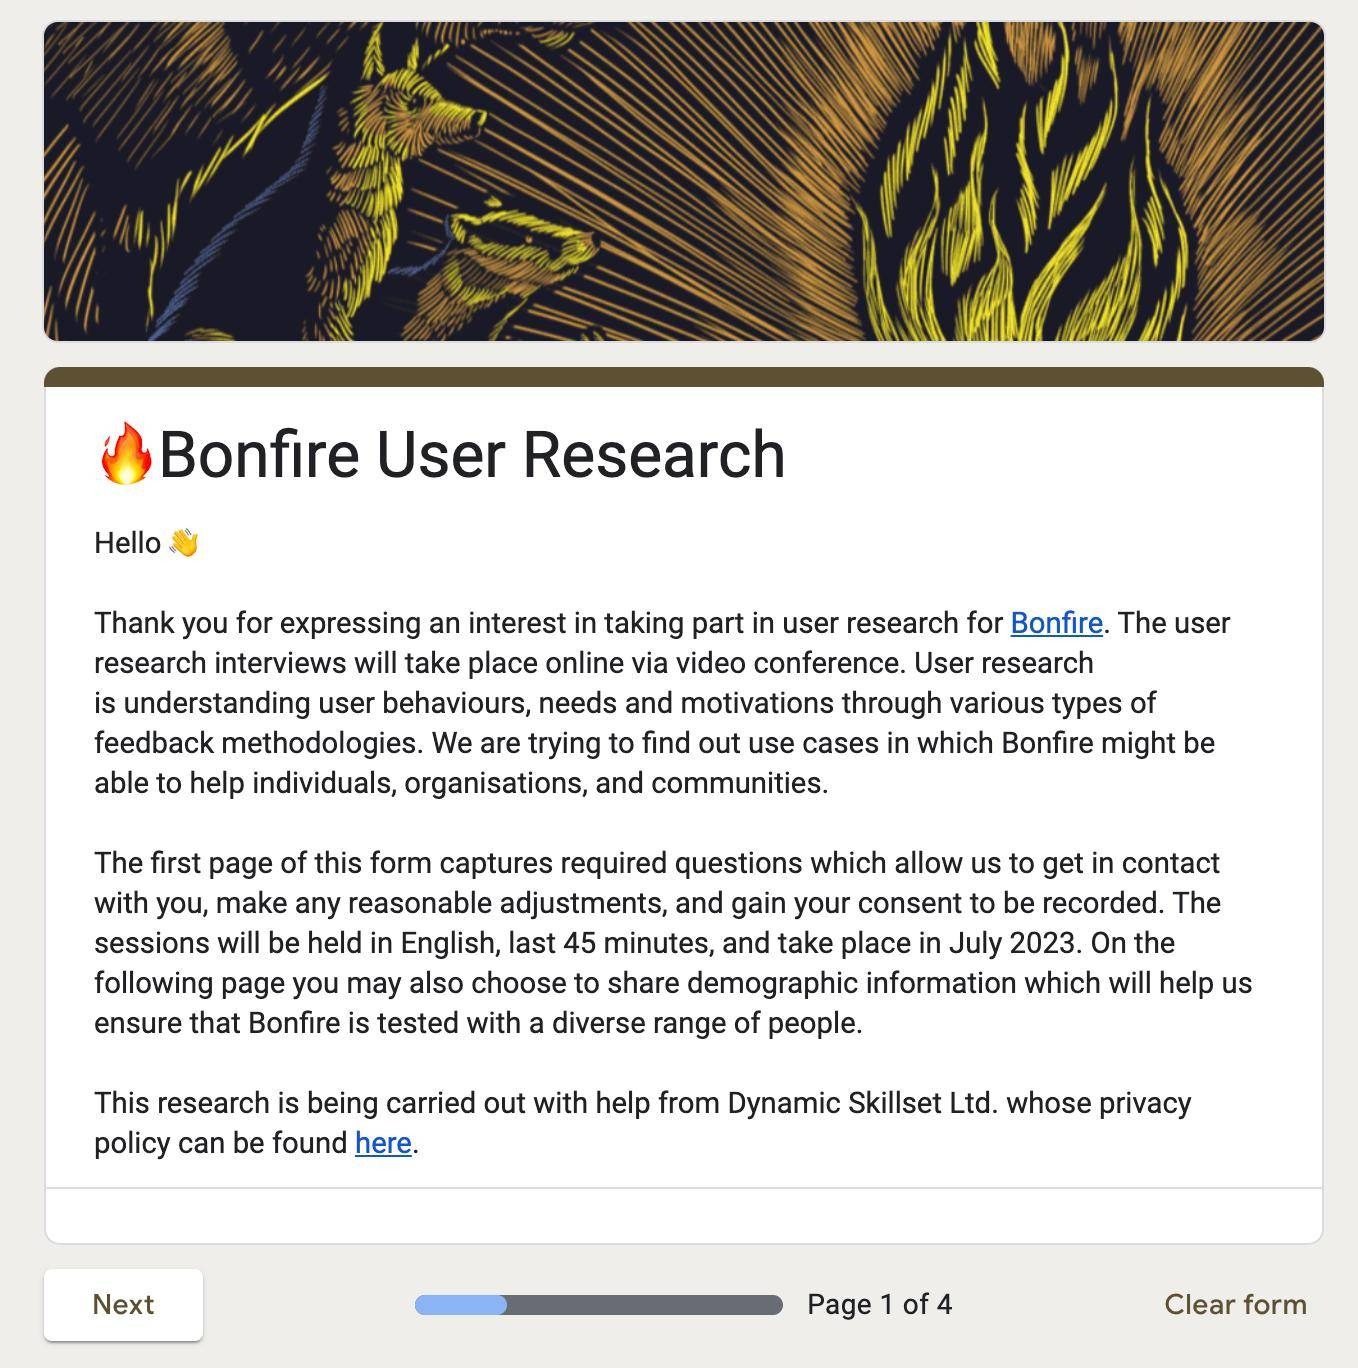 🔥Bonfire User Research
Hello 👋
Thank you for expressing an interest in taking part in user research for Bonfire. The user
research interviews will take place online via video conference. User research
is understanding user behaviours, needs and motivations through various types of
feedback methodologies. We are trying to find out use cases in which Bonfire might be
able to help individuals, organisations, and communities.
The first page of this form captures required questions which allow us to get in contact
with you, make any reasonable adjustments, and gain your consent to be recorded. The
sessions will be held in English, last 45 minutes, and take place in July 2023. On the
following page you may also choose to share demographic information which will help us
ensure that Bonfire is tested with a diverse range of people.
This research is being carried out with help from Dynamic Skillset Ltd. whose privacy
policy can be found here.
Next
Page 1 of 4
Clear form